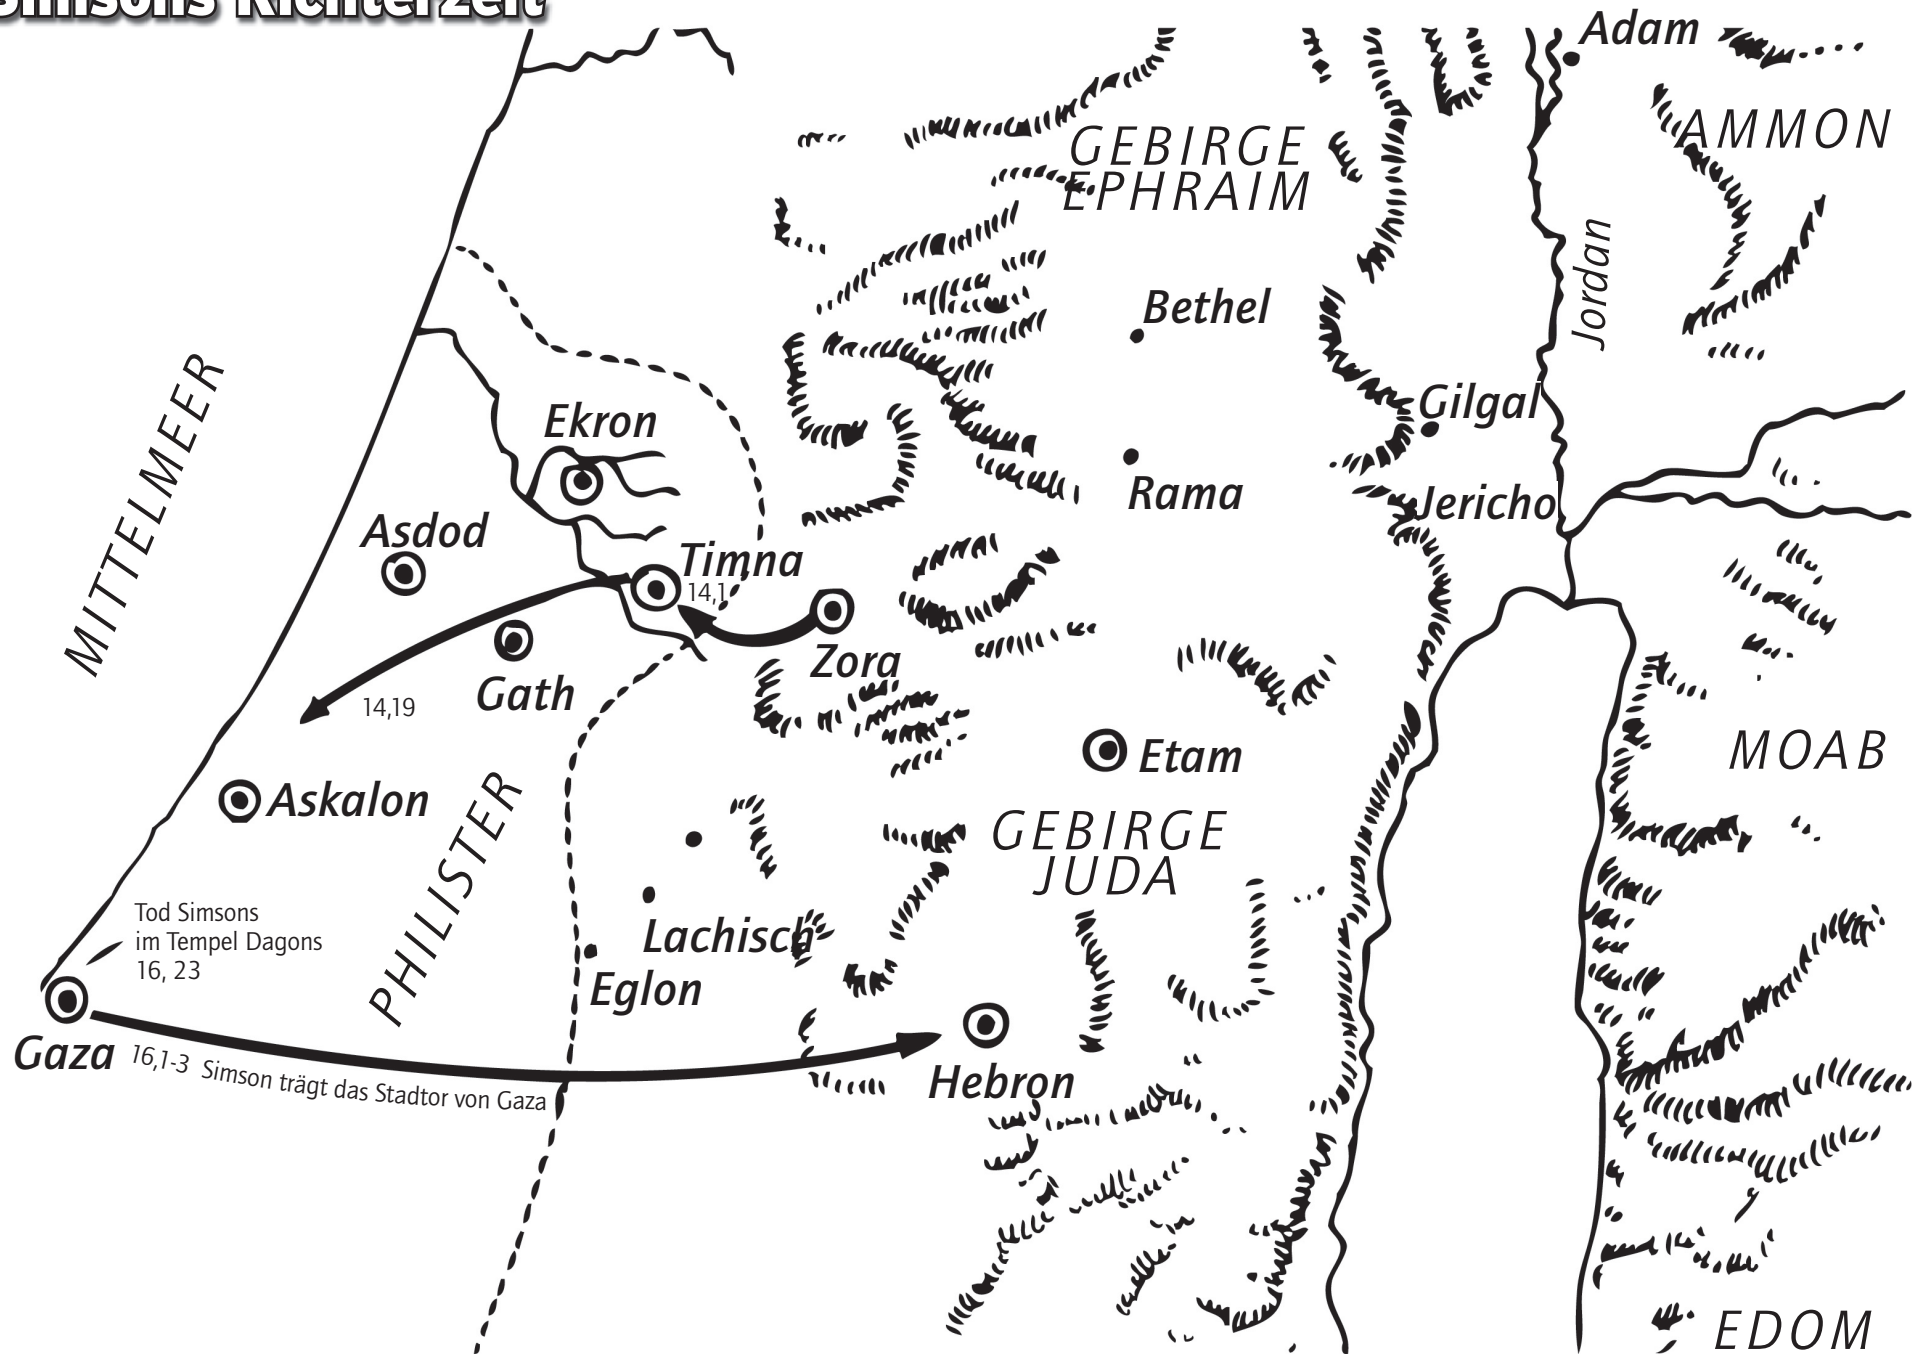 Simsons Richterzeit
Adam
AMMON
GEBIRGE
EPHRAIM
Jordan
Bethel
MITTELMEER
Gilgal
Ekron
Rama
Jericho
Asdod
Timna
14,1
Zora
Gath
14,19
MOAB
Etam
Askalon
PHILISTER
GEBIRGE
JUDA
Tod Simsons
im Tempel Dagons
16, 23
Lachisch
Eglon
Gaza
16,1-3 Simson trägt das Stadtor von Gaza
Hebron
EDOM